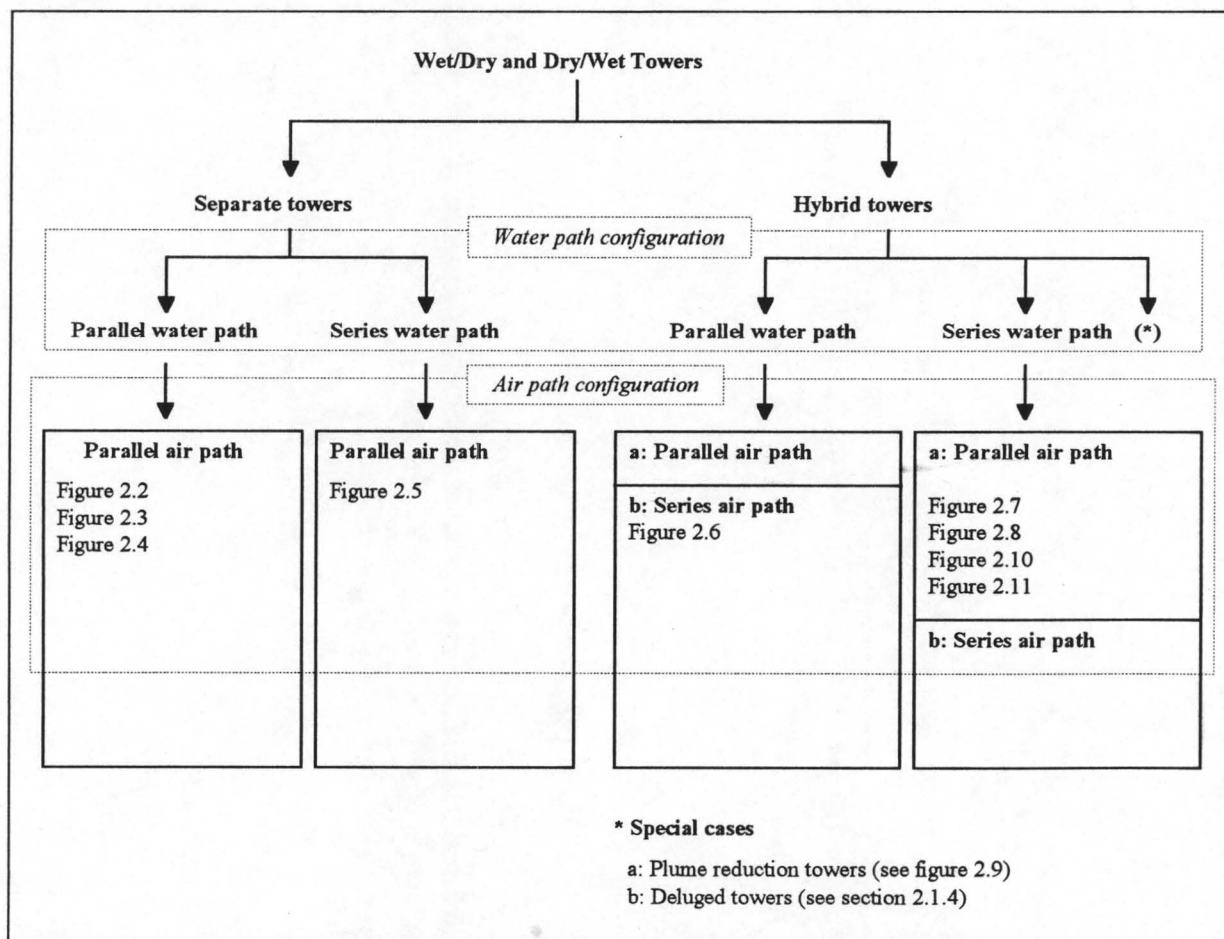 Wet/Dry and Dry/Wet Towers
Separate towers
Hybrid towers
Water path configuration
Parallel water path
Series water path
Parallel water path
Series water path (*)
Air path configuration
Parallel air path
Figure 2.2
Figure 2.3
Figure 2.4
Parallel air path
Figure 2.5
a: Parallel air path
b: Series air path
Figure 2.6
a: Parallel air path
Figure 2.7
Figure 2.8
Figure 2.10
Figure 2.11
b: Series air path
* Special cases
a: Plume reduction towers (see figure 2.9)
b: Deluged towers (see section 2.1.4)